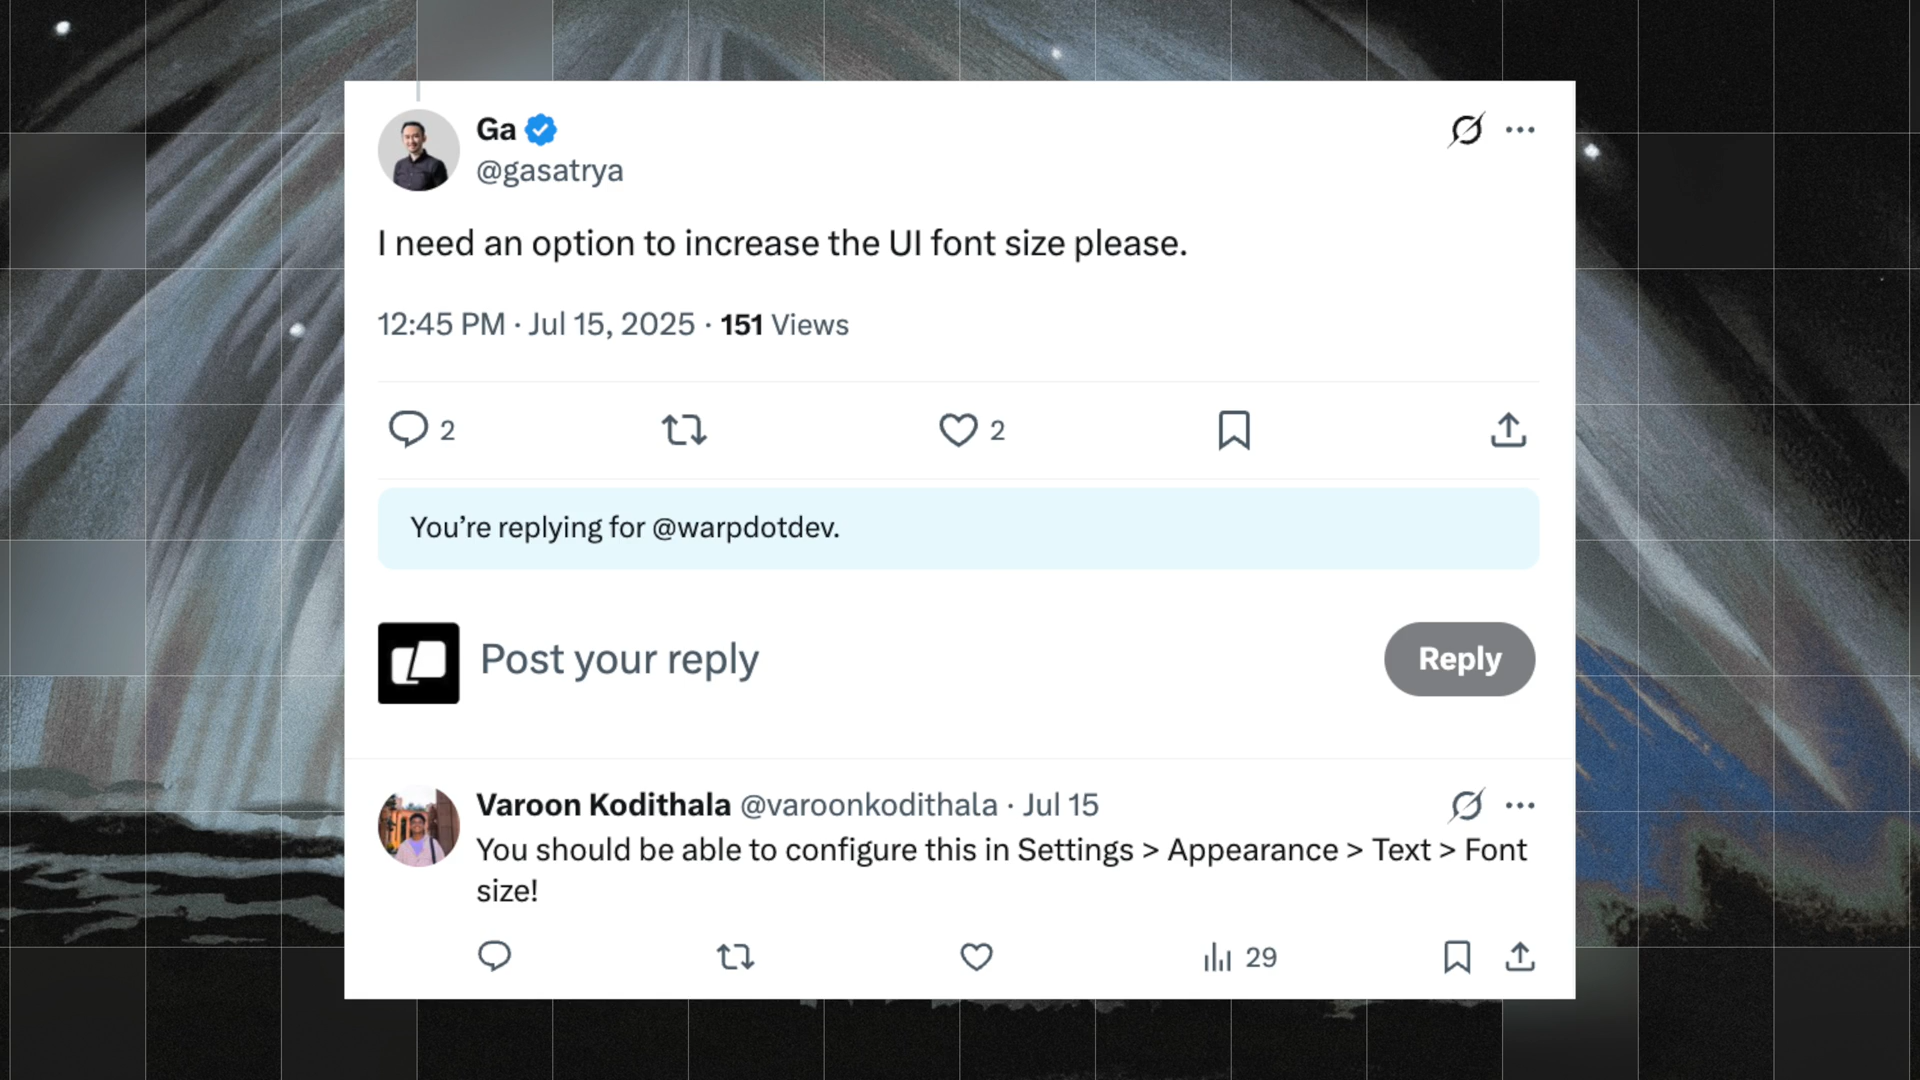 Ga
@gasatrya
I need an option to increase the UI font size please.
12:45 PM · Jul 15, 2025 · 151 Views
2
2
You’re replying for @warpdotdev.
Post your reply
Reply
Varoon Kodithala @varoonkodithala · Jul 15
You should be able to configure this in Settings > Appearance > Text > Font
size!
29